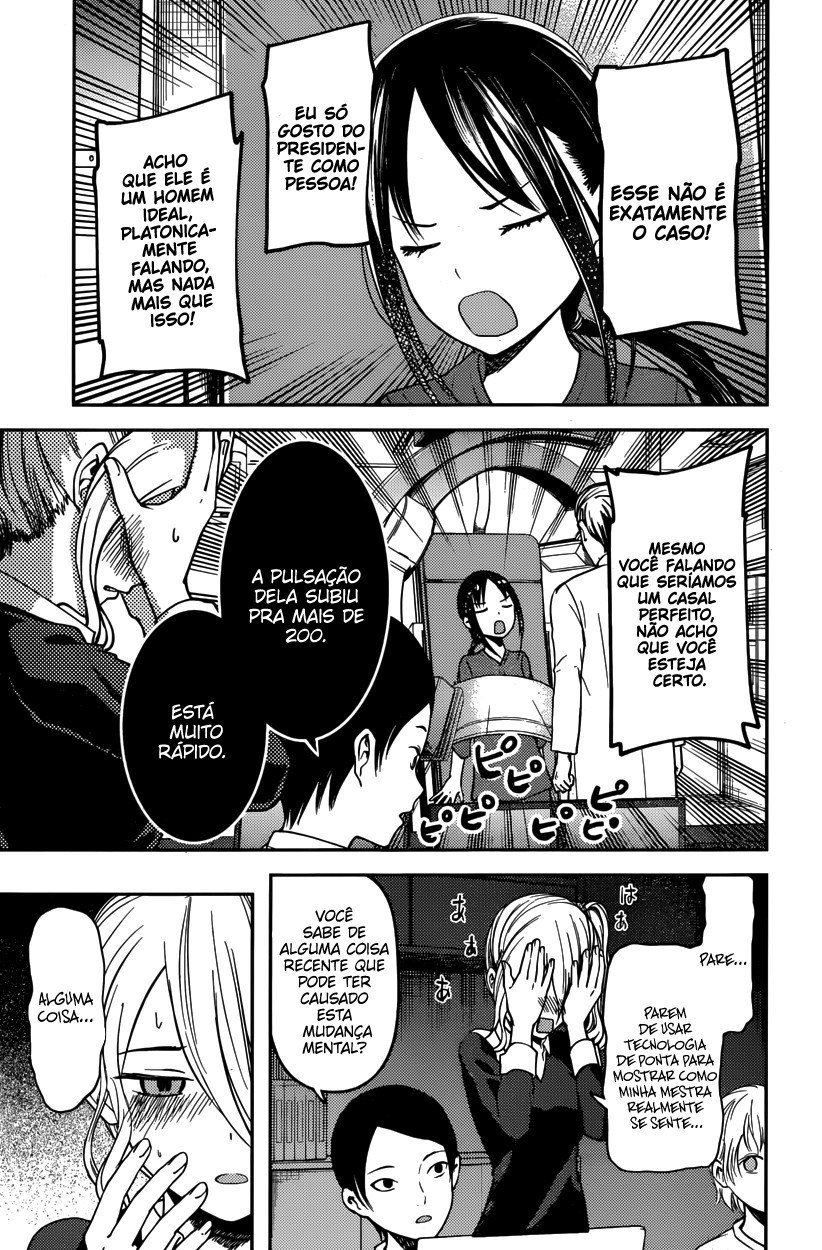 ESSE NÃO É
EXATAMENTE
O CASO!
EU SÓ
GOSTO DO
PRESIDEN-
TE COMO
PESSOA!
ACHO
QUE ELE É
UM HOMEM
IDEAL,
PLATONICA-
MENTE
FALANDO,
MAS NADA
MAIS QUE
ISSO!
MESMO
VOCÊ FALANDO
QUE SERÍAMOS
UM CASAL
PERFEITO,
NÃO ACHO
QUE VOCÊ
ESTEJA
CERTO.
A PULSAÇÃO
DELA SUBIU
PRA MAIS DE
200.
ESTÁ
MUITO
RÁPIDO.
ピピ
ピピ
ピピ
ピピ
はぁ
PARE...
PAREM
DE USAR
TECNOLOGIA
DE PONTA PARA
MOSTRAR COMO
MINHA MESTRA
REALMENTE
SE SENTE...
ああぁ
VOCÊ
SABE DE
ALGUMA COISA
RECENTE QUE
PODE TER
CAUSADO
ESTA
MUDANÇA
MENTAL?
ALGUMA
COISA...